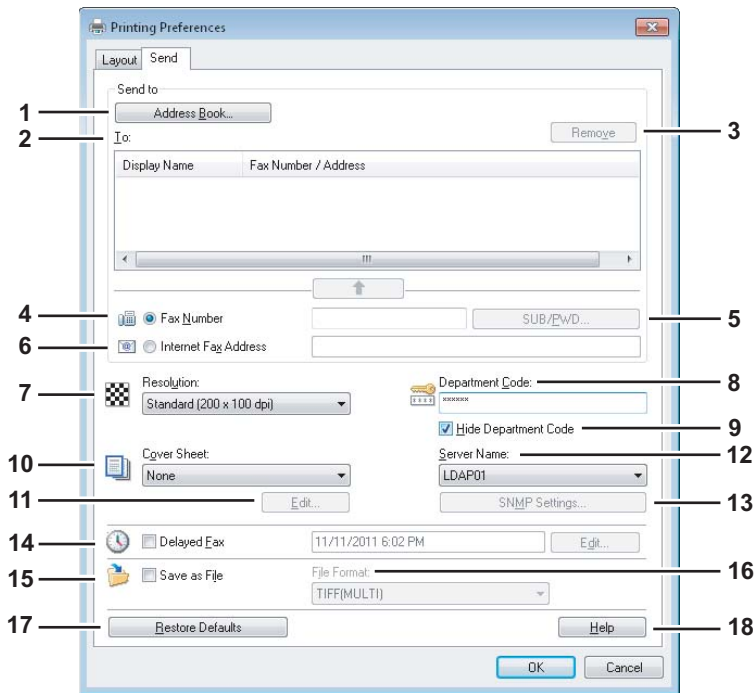 Printing Preferences
Layout Send
Send to
1 Address Book...
2 To:
Remove 3
Display Name Fax Number / Address
4 Fax Number SUB/PWD... 5
6 Internet Fax Address
7 Resolution:
Standard (200 x 100 dpi)
Department Code: 8
xxxxxx
Hide Department Code 9
10 Cover Sheet:
None
Server Name: 12
LDAP01
11 Edit...
SNMP Settings... 13
14 Delayed Fax 11/11/2011 6:02 PM Edit...
15 Save as File
File Format: 16
TIFF(MULTI)
17 Restore Defaults Help 18
OK Cancel